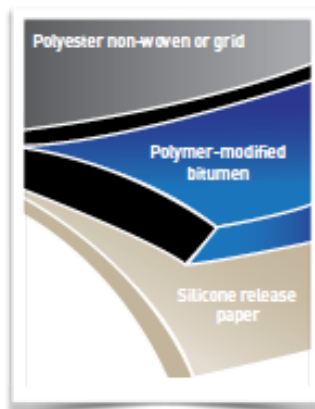 Polyester non-woven or grid
Polymer-modified
bitumen
Silicone release
paper